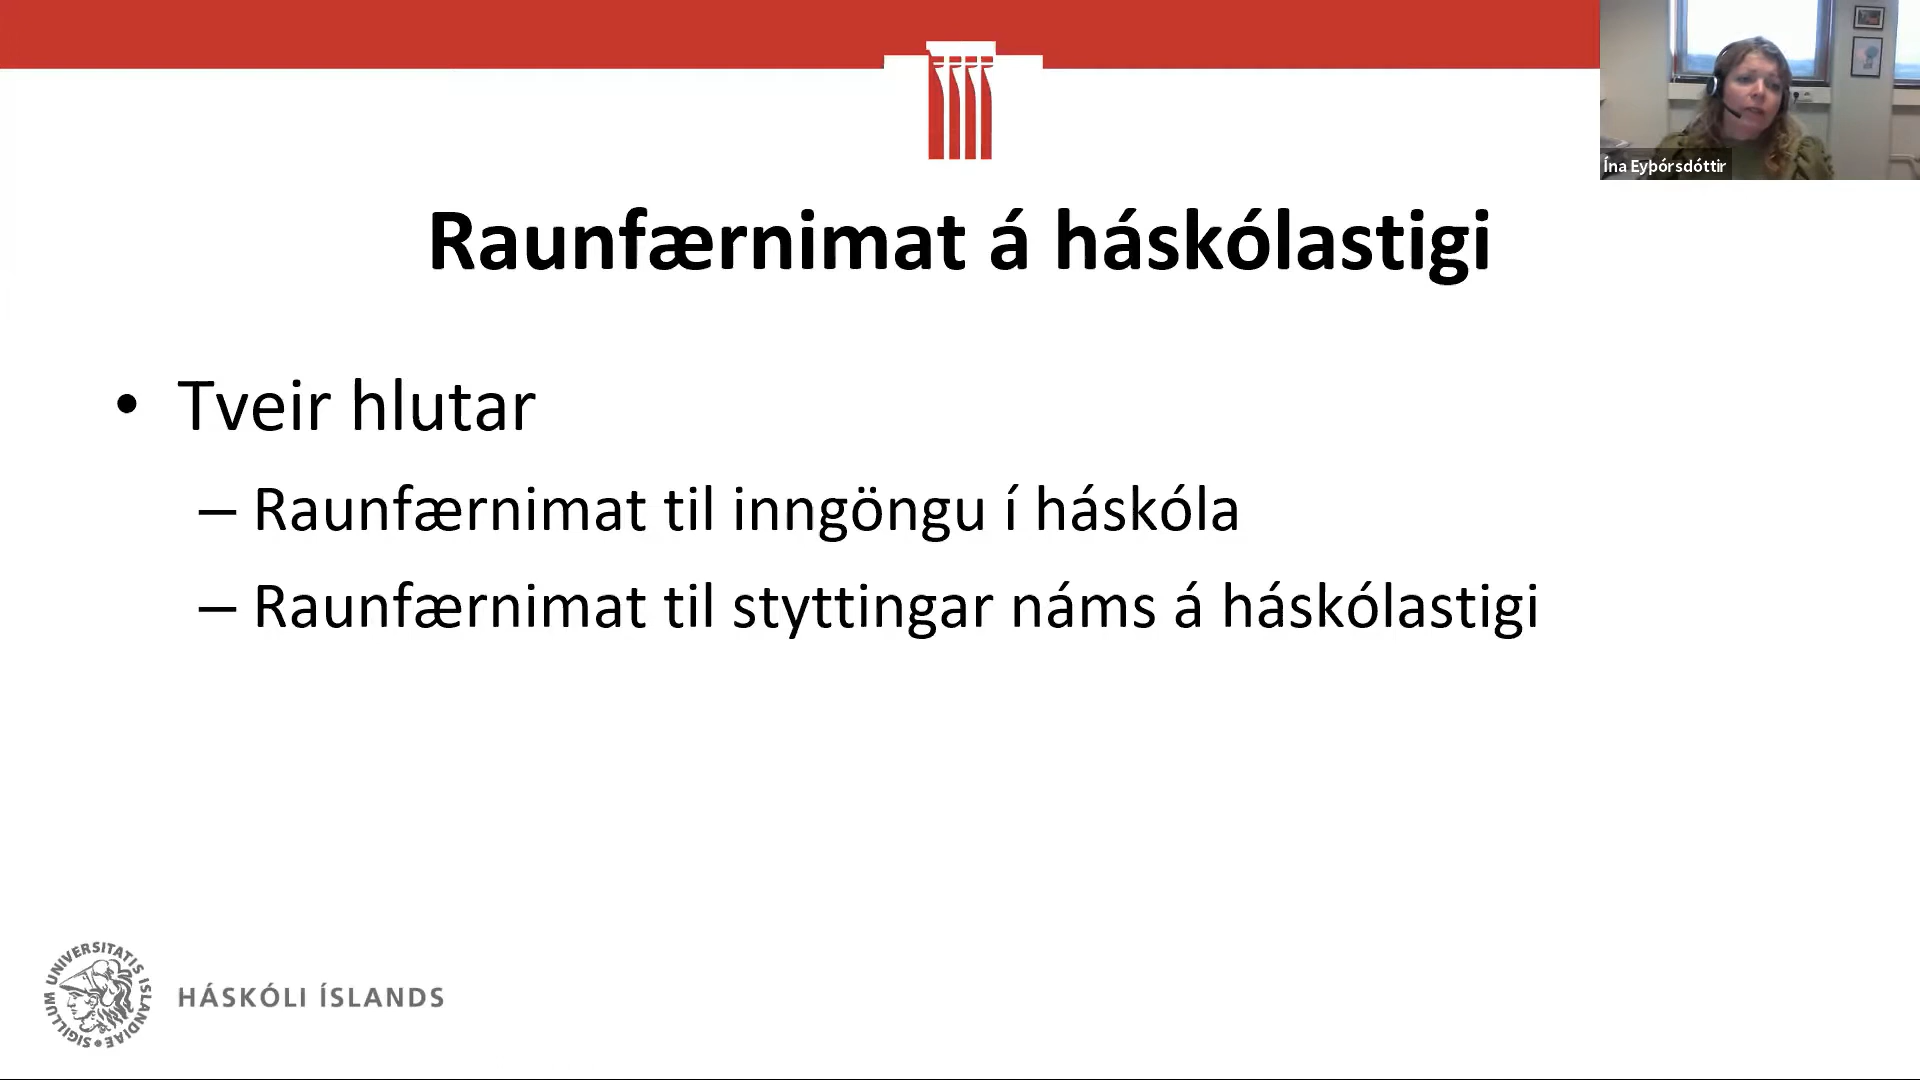 Ína Eyþórsdóttir
Raunfærnimat á háskólastigi
• Tveir hlutar
– Raunfærnimat til inngöngu í háskóla
– Raunfærnimat til styttingar náms á háskólastigi
SIGILLUM UNIVERSITATIS ISLANDIAE
HÁSKÓLI ÍSLANDS